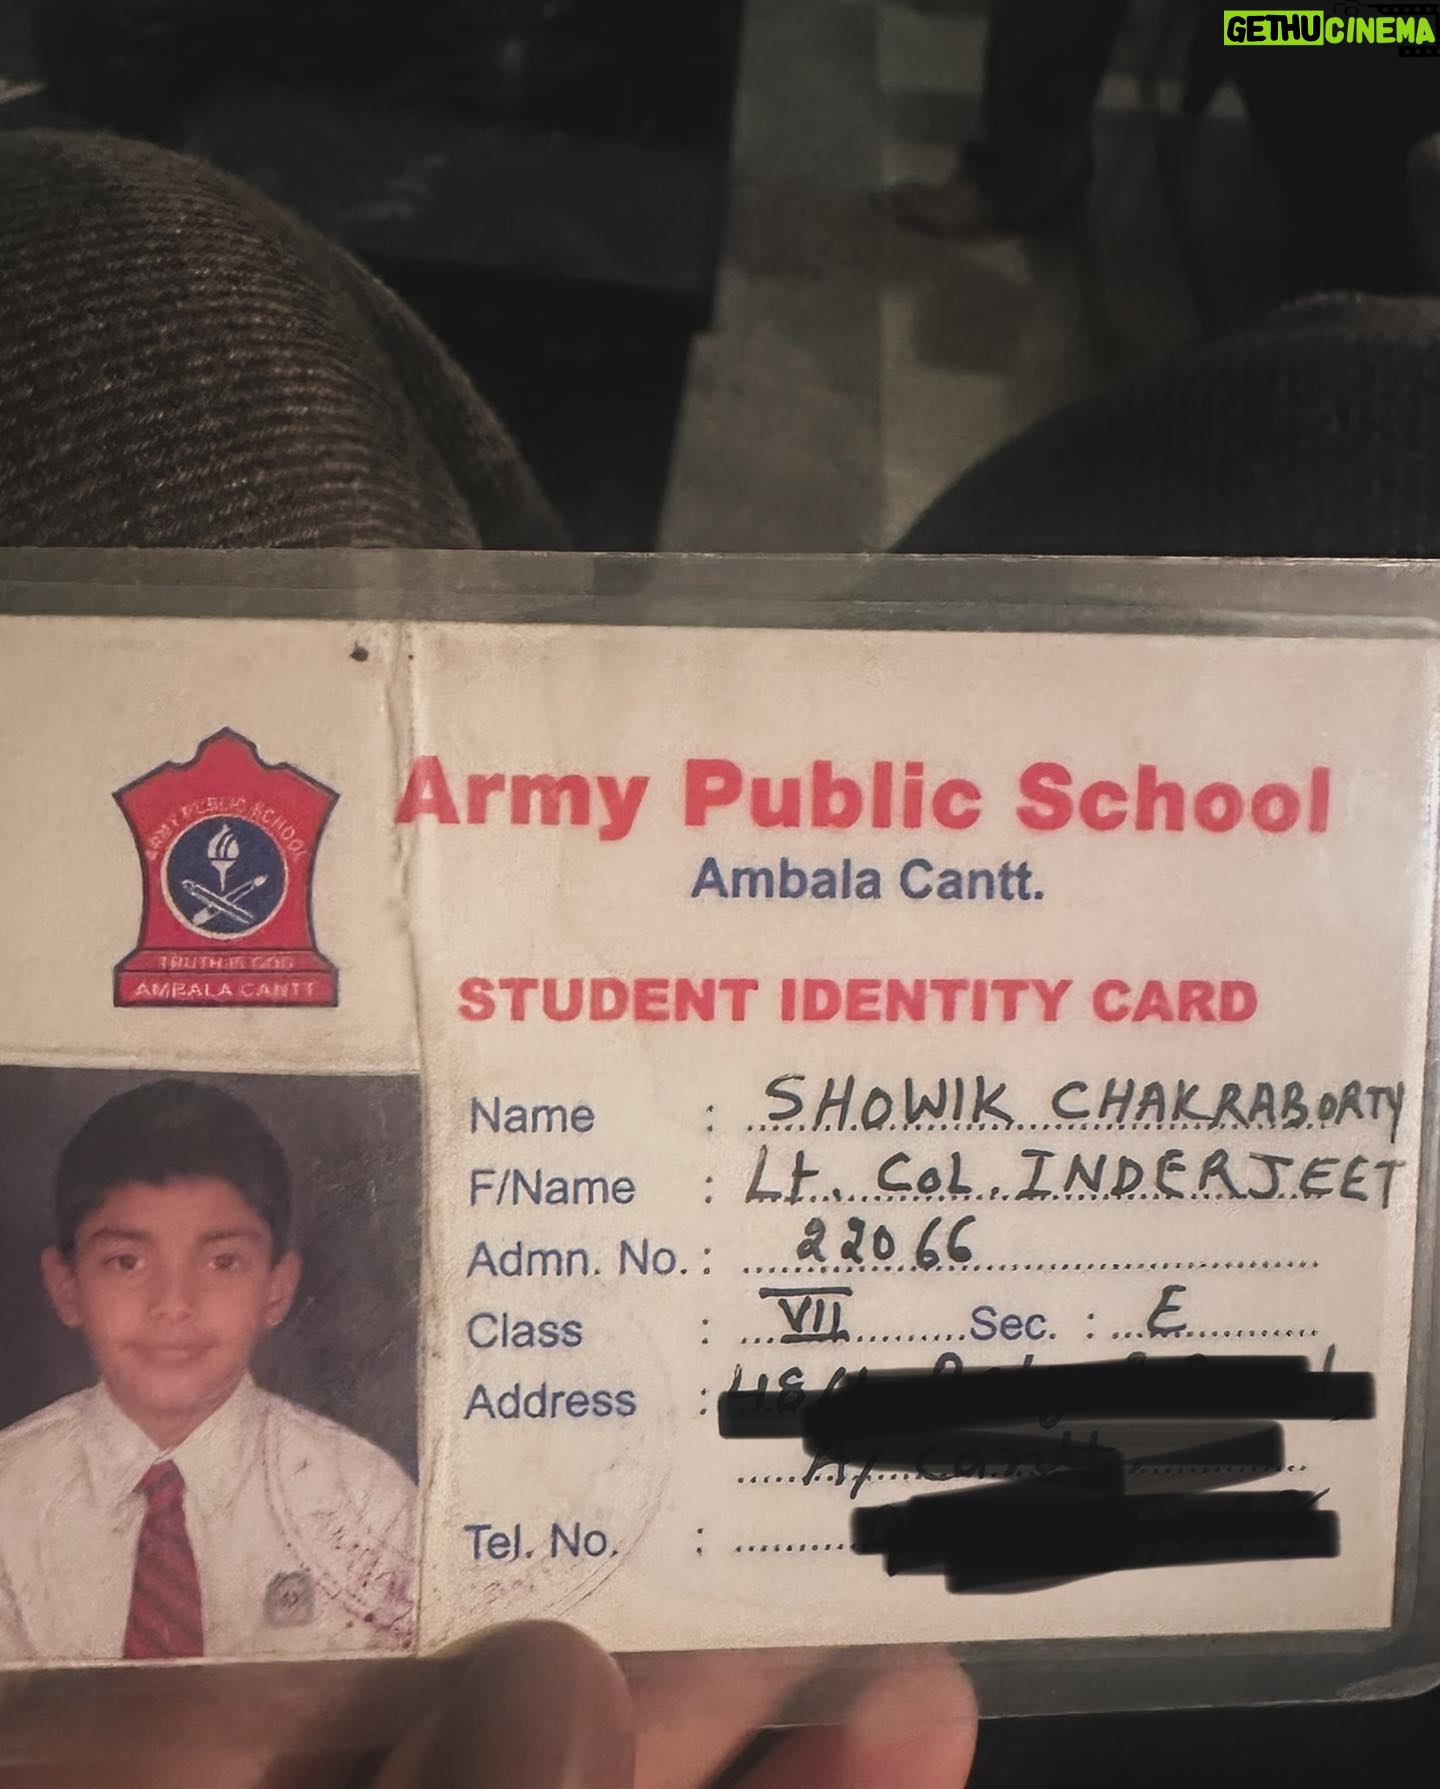 GETHUCINEMA
ARMY PUBLIC SCHOOL
TRUTH IS GOD
AMBALA CANTT
Army Public School
Ambala Cantt.
STUDENT IDENTITY CARD
Name : SHOWIK CHAKRABORTY
F/Name : Lt. Col. INDERJEET
Admn. No. : 22066
Class : VII Sec. : E
Address :
Tel. No. :